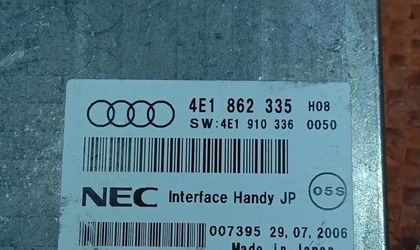 4E1 862 335 H08
SW:4E1 910 336 0050
NEC Interface Handy JP 05S
007395 29,07,2006
Made in Japan